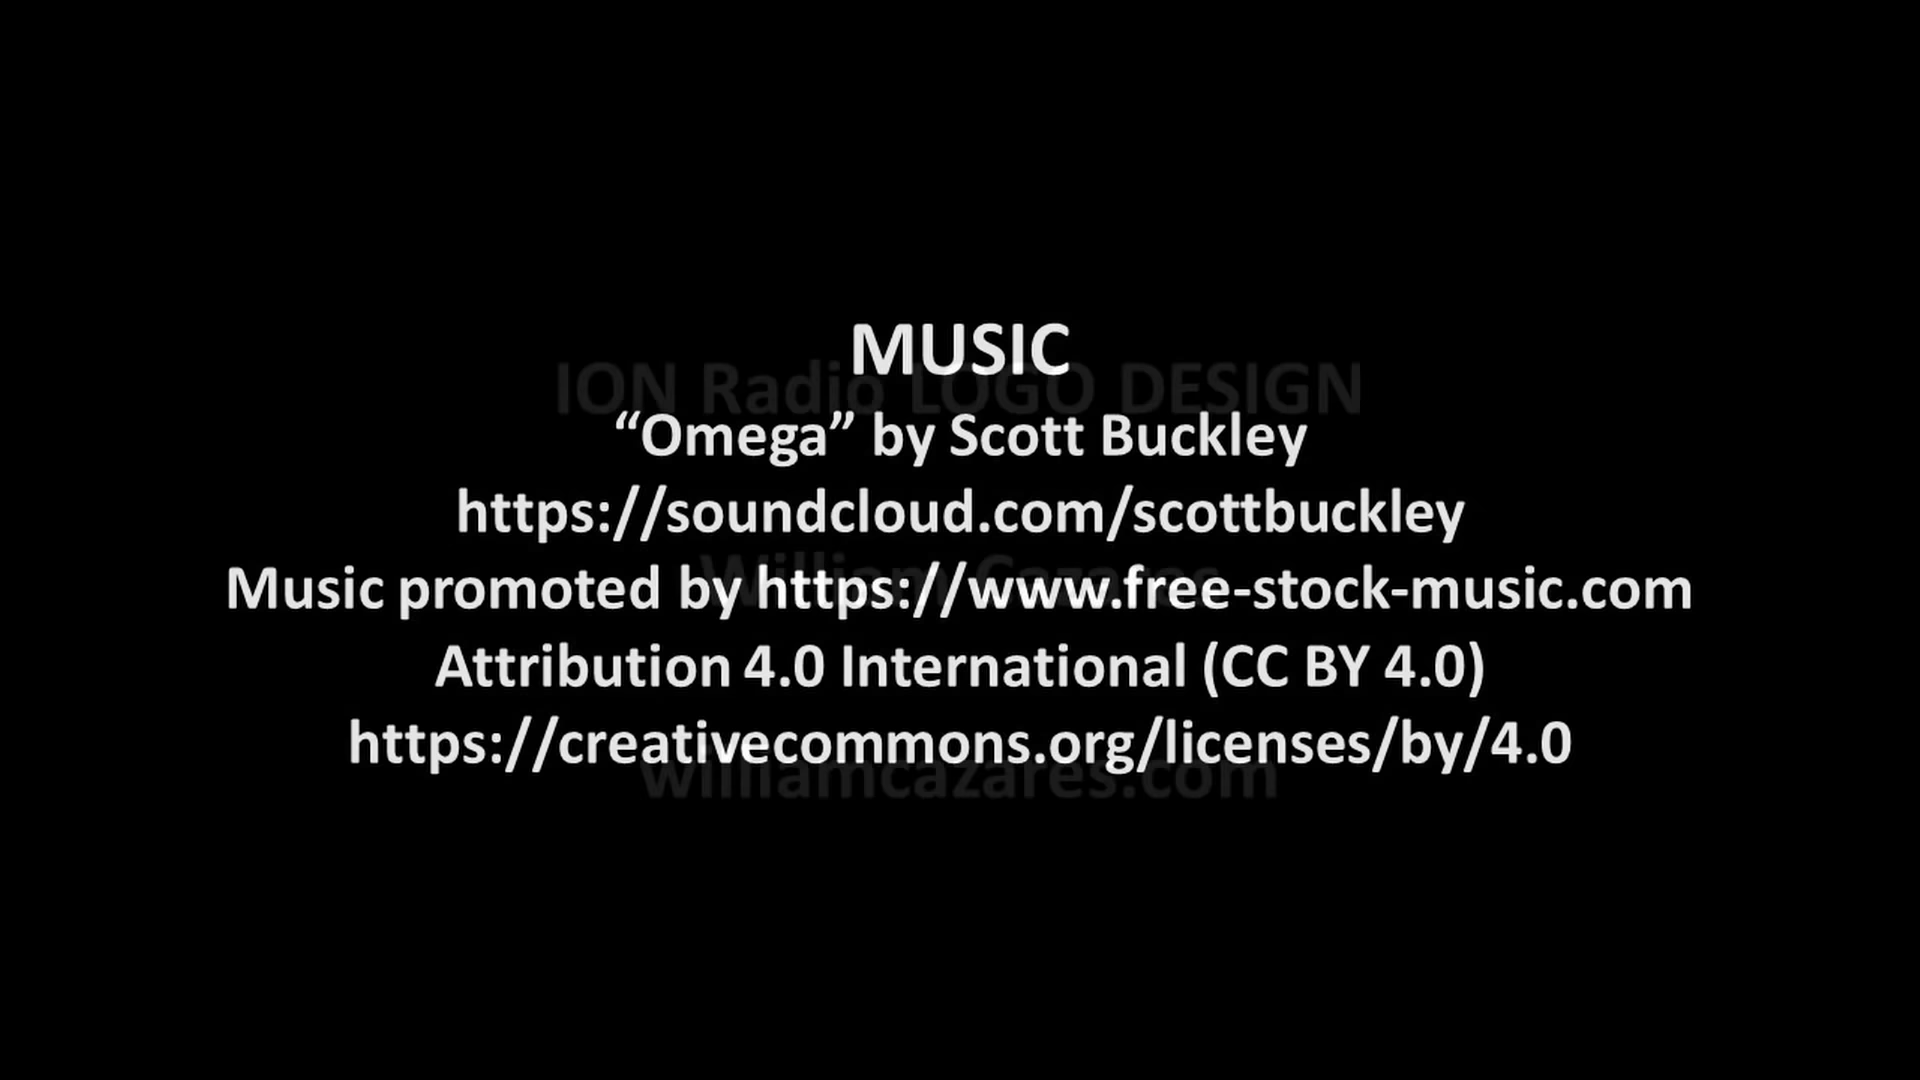 MUSIC
ION Radio LOGO DESIGN
“Omega” by Scott Buckley
https://soundcloud.com/scottbuckley
William Cazares
Music promoted by https://www.free-stock-music.com
Attribution 4.0 International (CC BY 4.0)
https://creativecommons.org/licenses/by/4.0
williamcazares.com